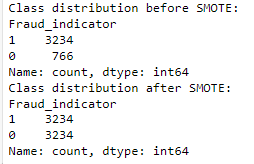 Class distribution before SMOTE:
Fraud_indicator
1    3234
0     766
Name: count, dtype: int64
Class distribution after SMOTE:
Fraud_indicator
1    3234
0    3234
Name: count, dtype: int64